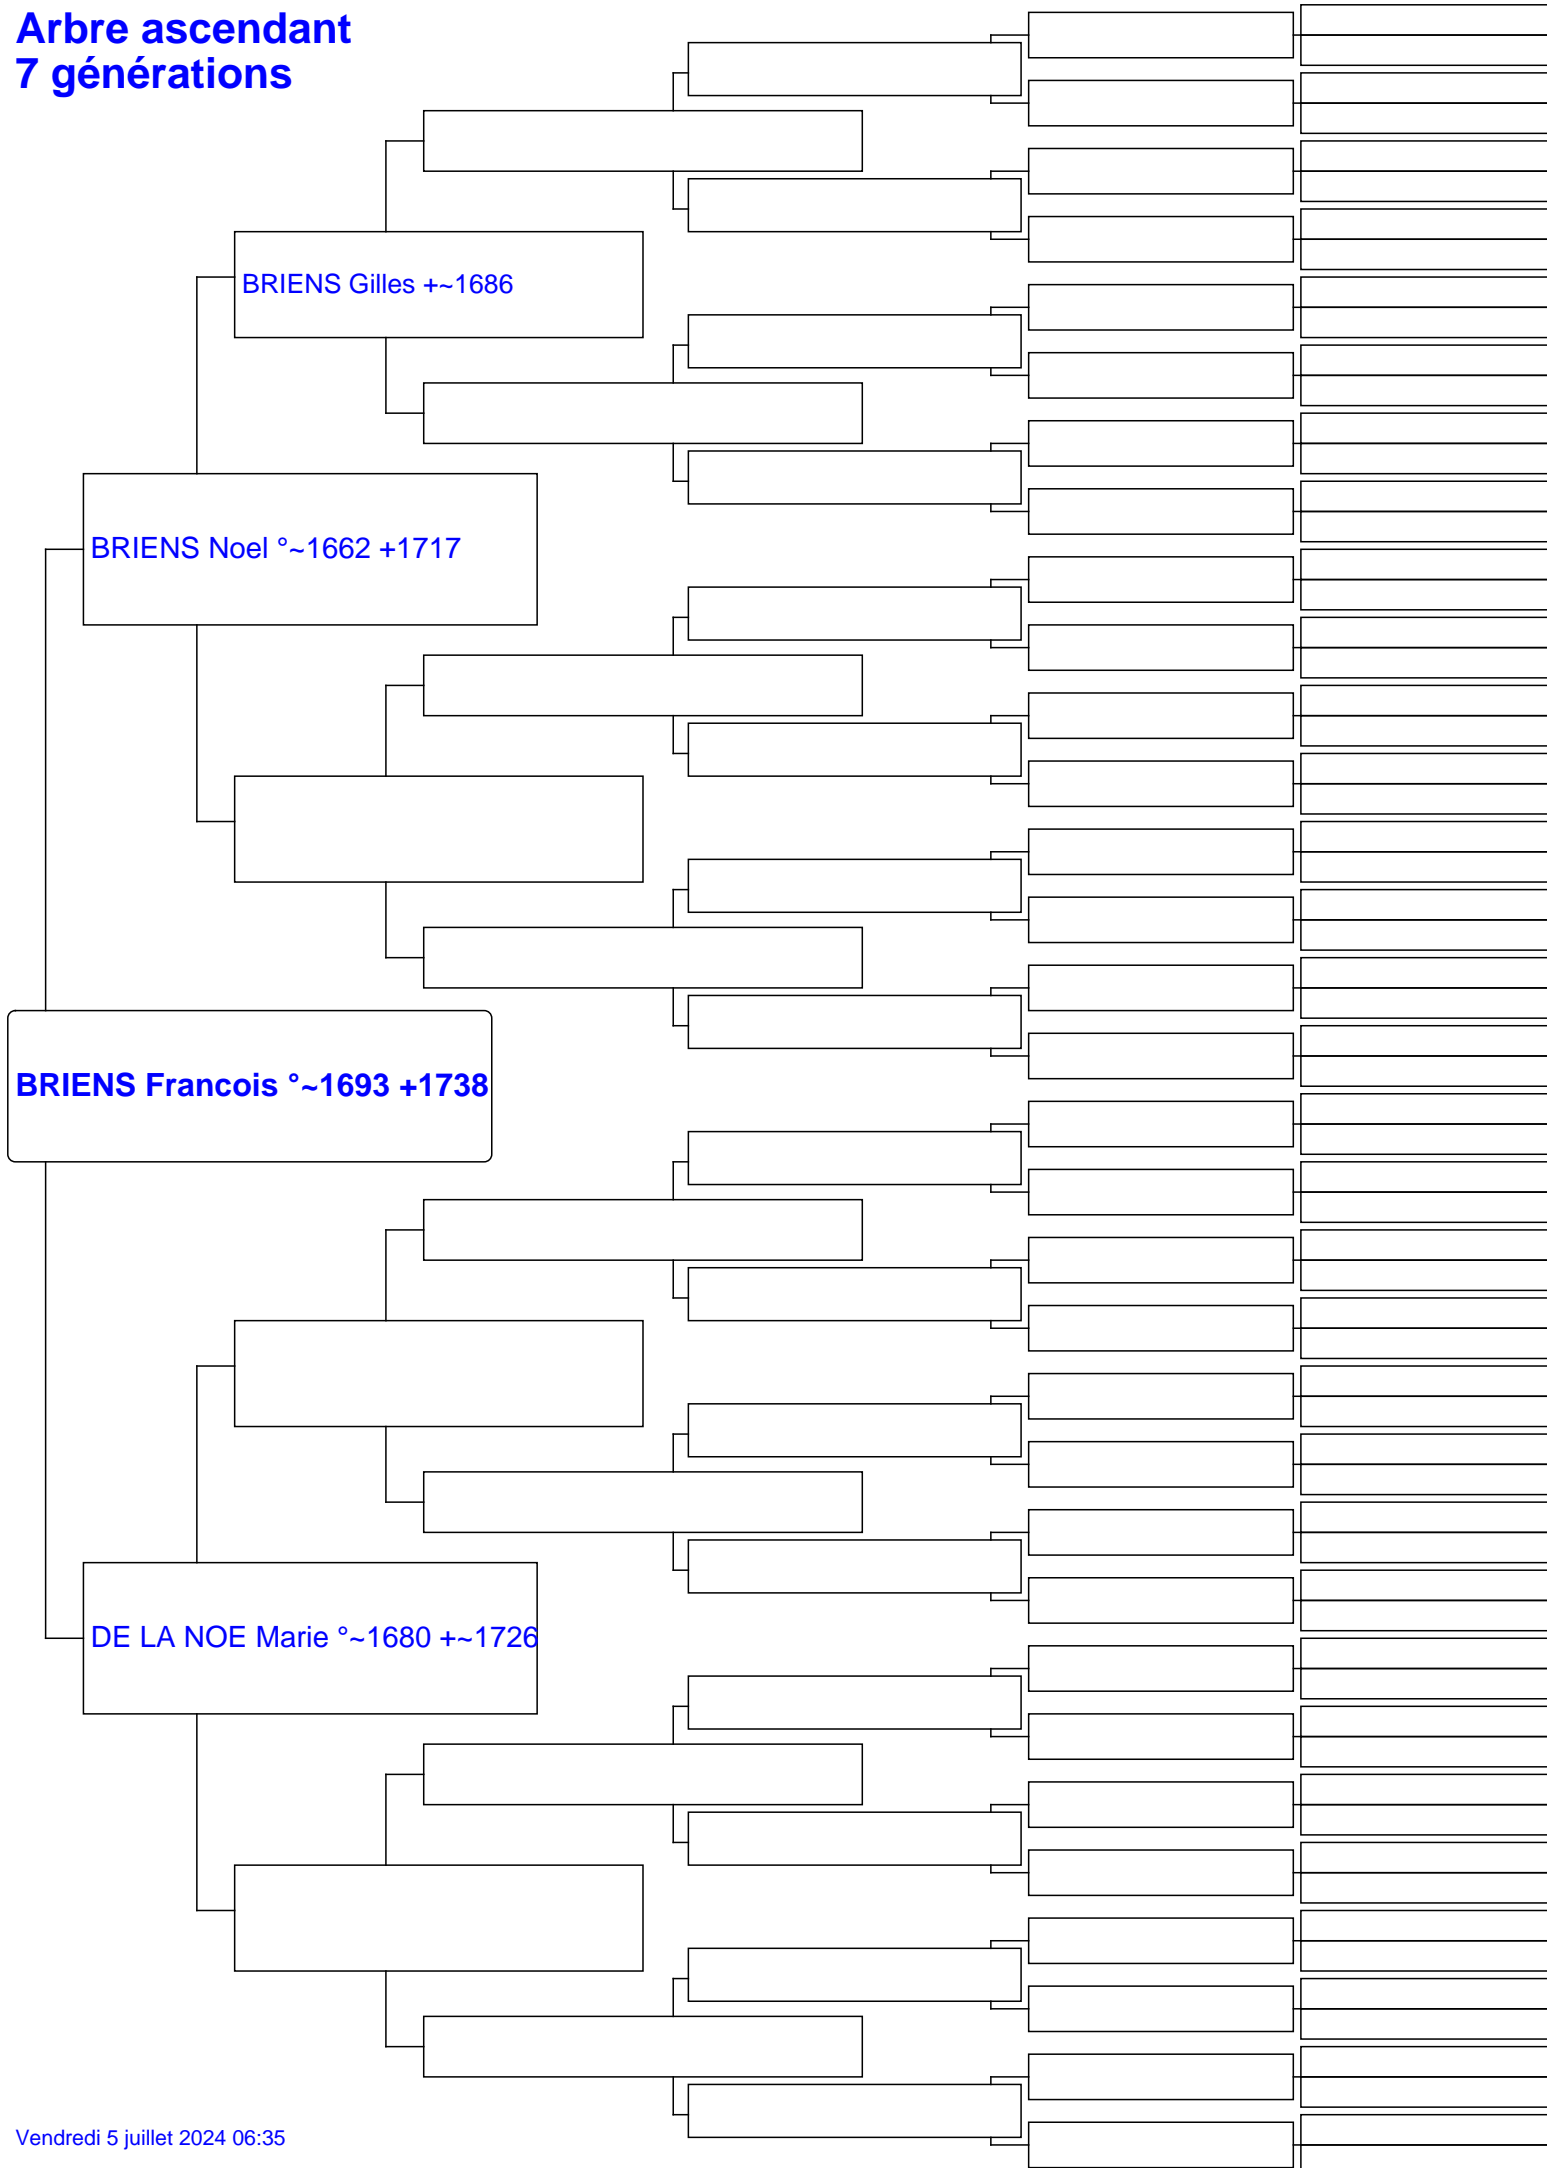 Arbre ascendant
7 générations
BRIENS Gilles +~1686
BRIENS Noel °~1662 +1717
BRIENS Francois °~1693 +1738
DE LA NOE Marie °~1680 +~1726
Vendredi 5 juillet 2024 06:35